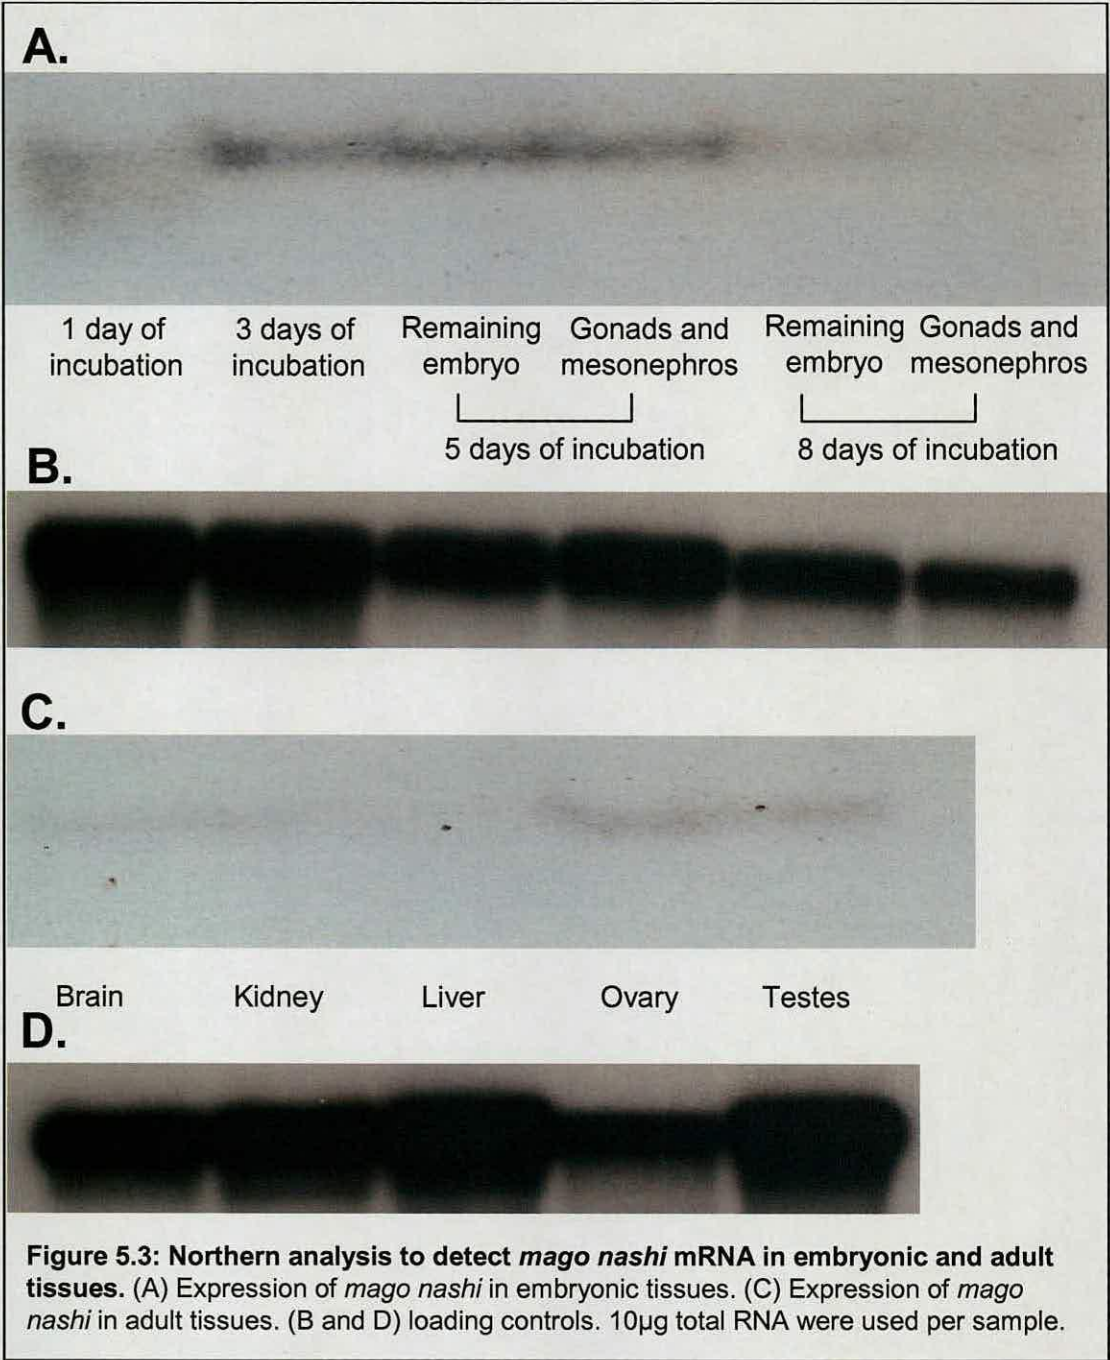 A.
1 day of incubation
3 days of incubation
Remaining embryo
Gonads and mesonephros
Remaining embryo
Gonads and mesonephros
5 days of incubation
8 days of incubation
B.
C.
Brain Kidney Liver Ovary Testes
D.
Figure 5.3: Northern analysis to detect mago nashi mRNA in embryonic and adult
tissues. (A) Expression of mago nashi in embryonic tissues. (C) Expression of mago
nashi in adult tissues. (B and D) loading controls. 10µg total RNA were used per sample.